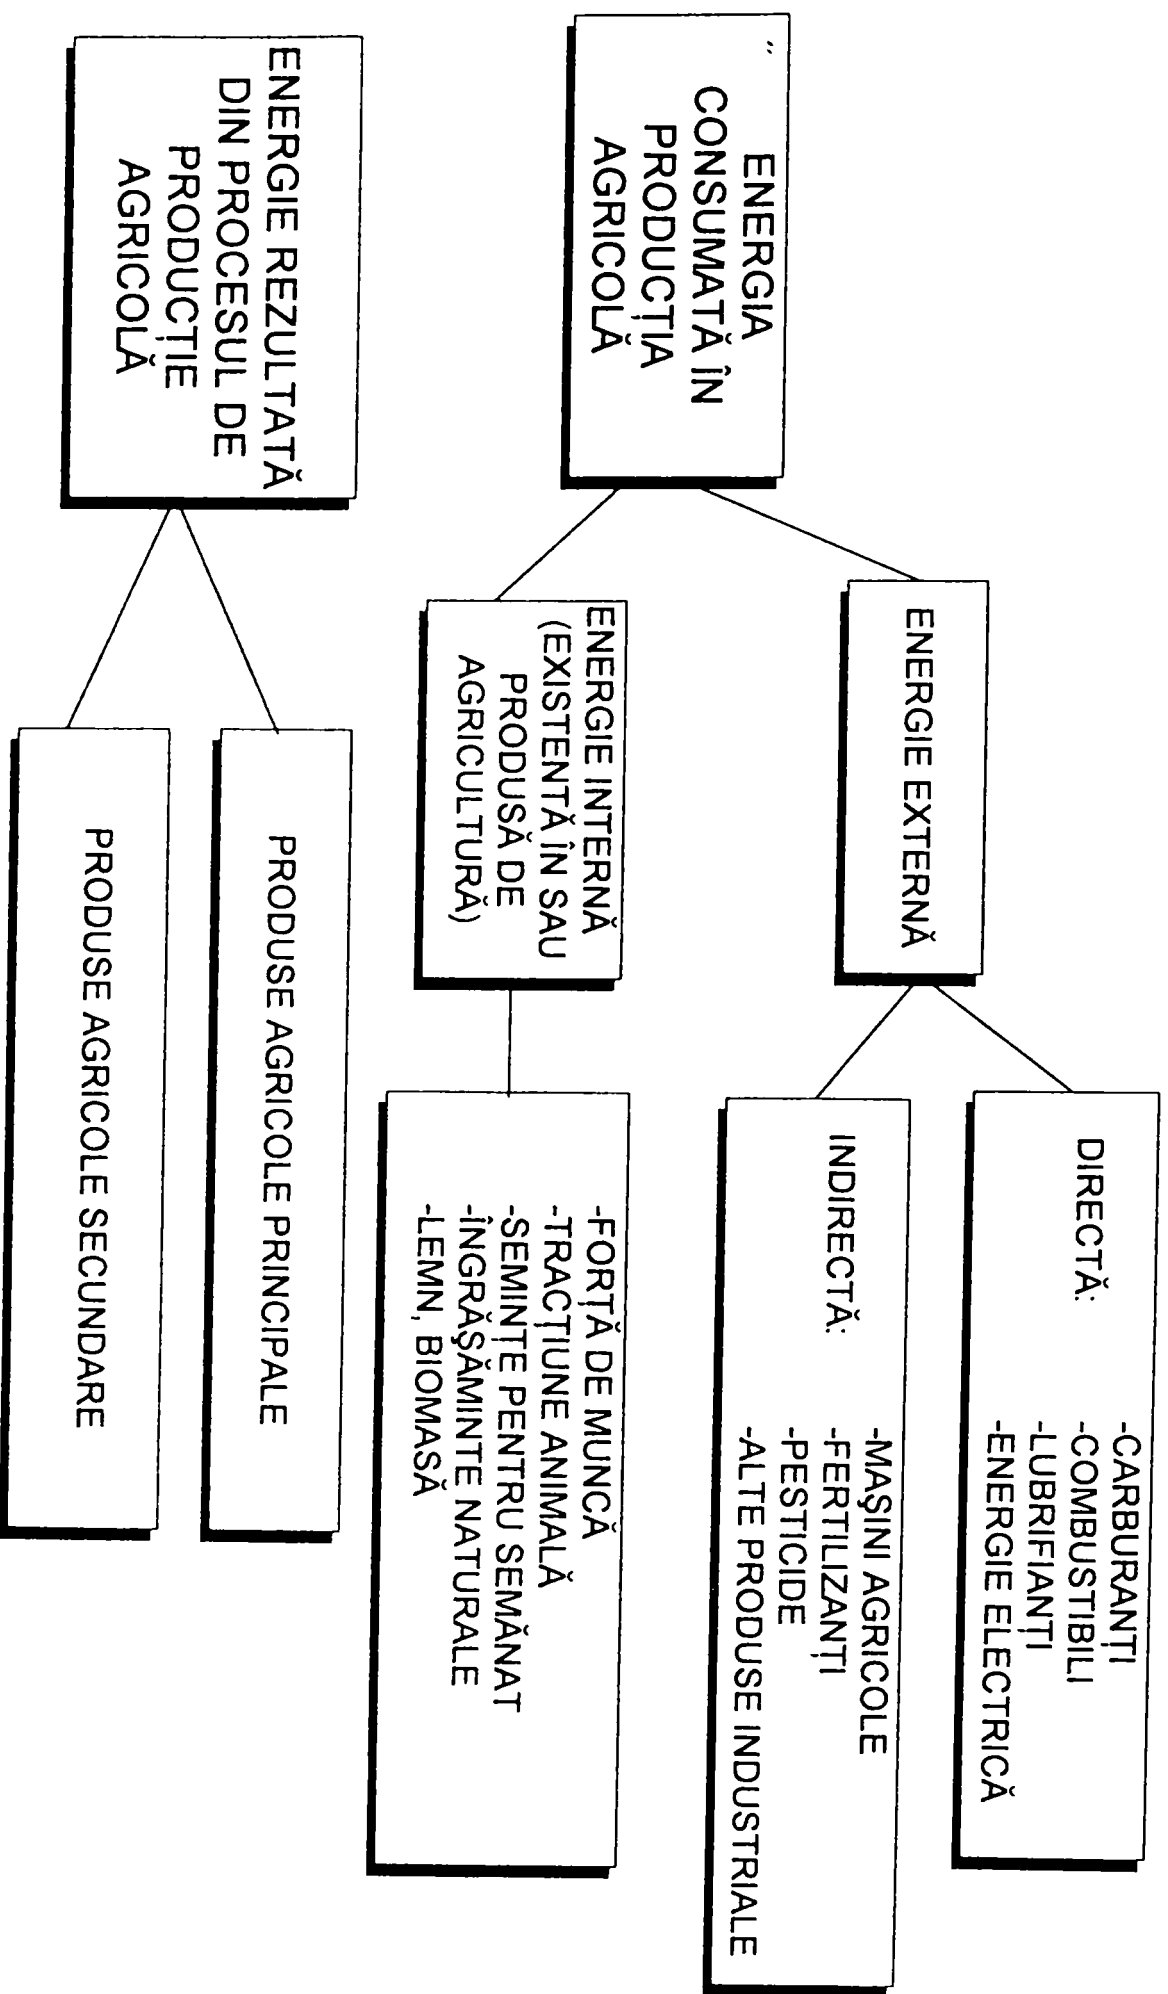 ENERGIA
CONSUMATĂ ÎN
PRODUCȚIA
AGRICOLĂ
ENERGIE EXTERNĂ
DIRECTĂ:
-CARBURANȚI
-COMBUSTIBILI
-LUBRIFIANȚI
-ENERGIE ELECTRICĂ
INDIRECTĂ:
-MAȘINI AGRICOLE
-FERTILIZANȚI
-PESTICIDE
-ALTE PRODUSE INDUSTRIALE
ENERGIE INTERNĂ
(EXISTENTĂ ÎN SAU
PRODUSĂ DE
AGRICULTURĂ)
-FORȚĂ DE MUNCĂ
-TRACȚIUNE ANIMALĂ
-SEMINȚE PENTRU SEMĂNAT
-ÎNGRĂȘĂMINTE NATURALE
-LEMN, BIOMASĂ
ENERGIE REZULTATĂ
DIN PROCESUL DE
PRODUCȚIE
AGRICOLĂ
PRODUSE AGRICOLE PRINCIPALE
PRODUSE AGRICOLE SECUNDARE